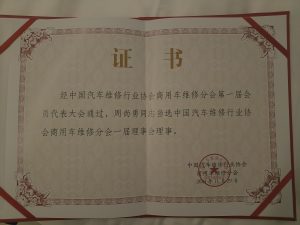 证书
经中国汽车维修行业协会商用车维修分会第一届会
员代表大会通过，周尚勇同志当选中国汽车维修行业协
会商用车维修分会一届理事会理事。
中国汽车维修行业协会
商用车维修分会